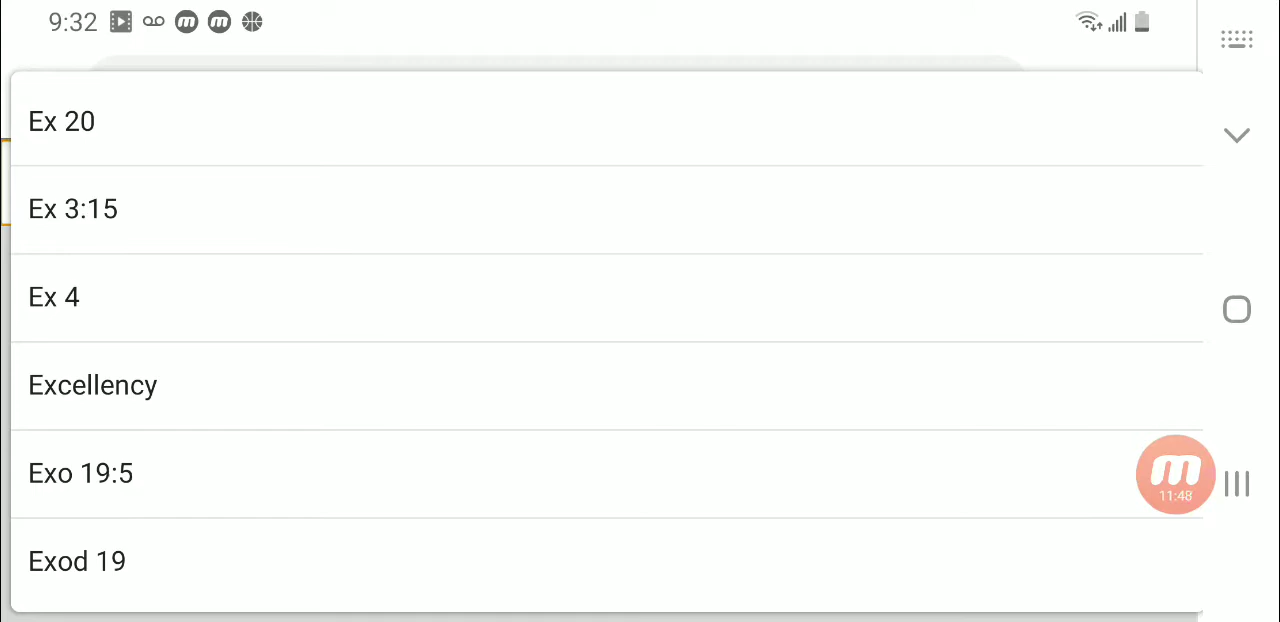 9:32
Ex 20
Ex 3:15
Ex 4
Excellency
Exo 19:5
11:48
Exod 19